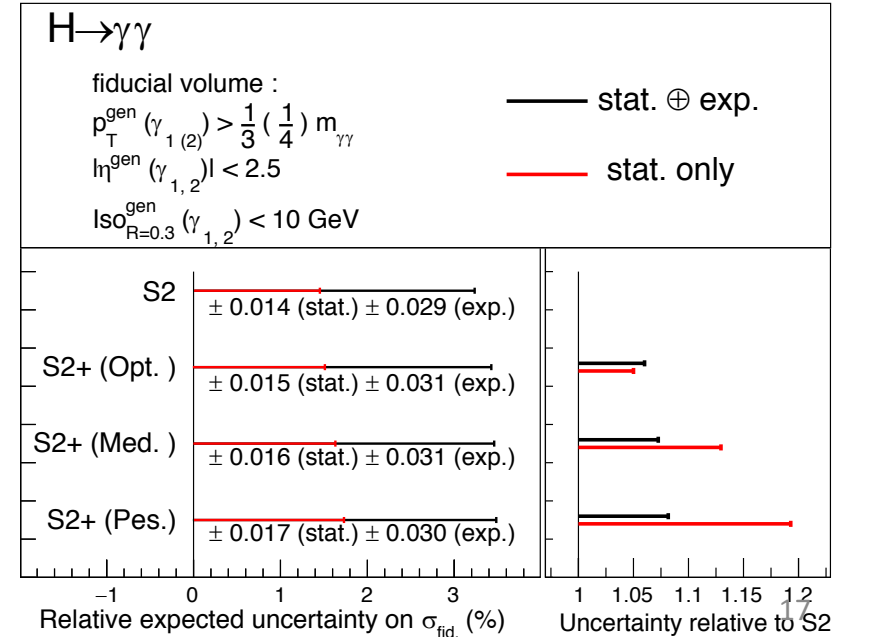 H→γγ
fiducial volume :
p_T^gen (γ_1 (2)) > 1/3 ( 1/4 ) m_γγ
|η^gen (γ_1, 2)| < 2.5
Iso_R=0.3^gen (γ_1, 2) < 10 GeV
stat. ⊕ exp.
stat. only
S2
± 0.014 (stat.) ± 0.029 (exp.)
S2+ (Opt. )
± 0.015 (stat.) ± 0.031 (exp.)
S2+ (Med. )
± 0.016 (stat.) ± 0.031 (exp.)
S2+ (Pes.)
± 0.017 (stat.) ± 0.030 (exp.)
−1 0 1 2 3
Relative expected uncertainty on σ_fid. (%)
1 1.05 1.1 1.15 1.2
Uncertainty relative to S2
17